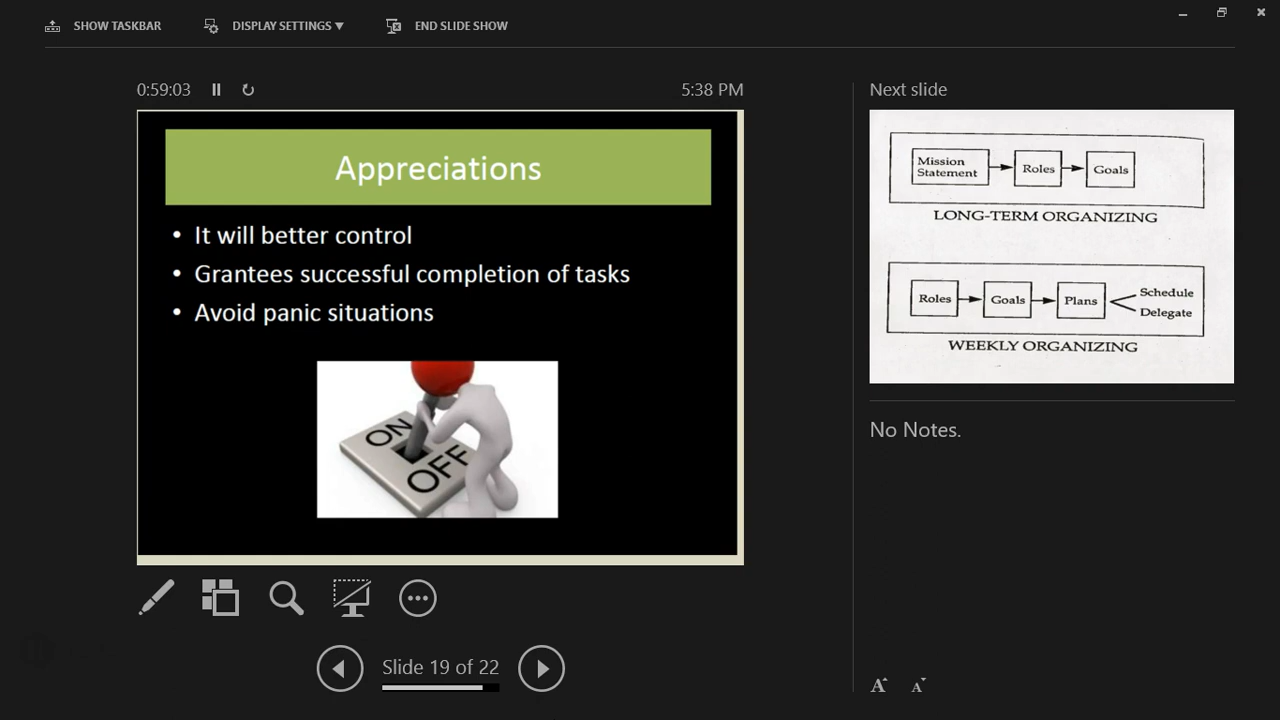 SHOW TASKBAR
DISPLAY SETTINGS ▼
END SLIDE SHOW
0:59:03
5:38 PM
Appreciations
• It will better control
• Grantees successful completion of tasks
• Avoid panic situations
ON
OFF
Slide 19 of 22
Next slide
Mission
Statement
Roles
Goals
LONG-TERM ORGANIZING
Roles
Goals
Plans
Schedule
Delegate
WEEKLY ORGANIZING
No Notes.
A A